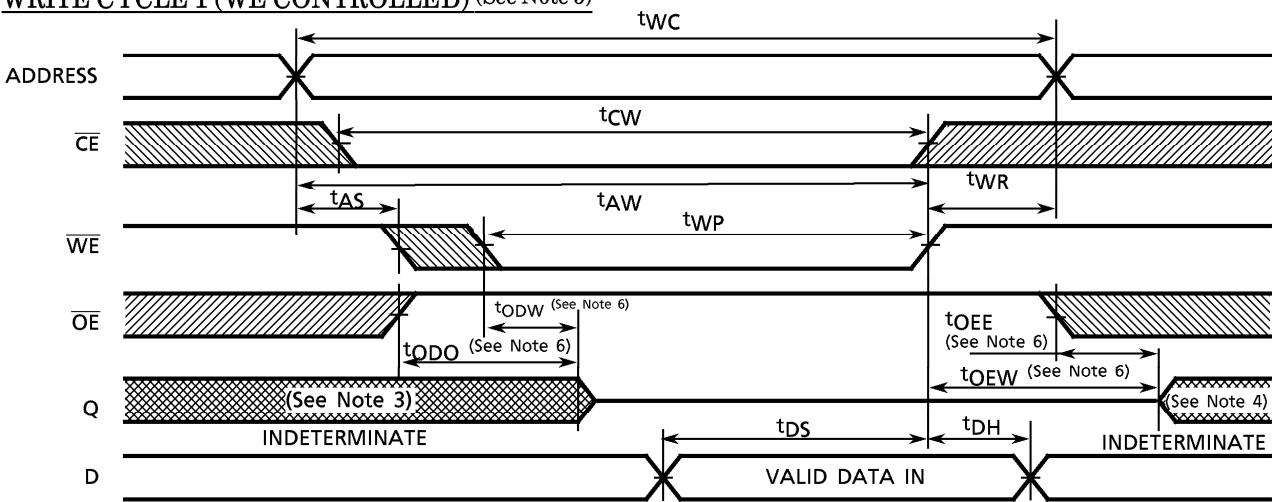 WRITE CYCLE 1 (WE CONTROLLED) (See Note 5)
tWC
ADDRESS
tCW
CE
tWR
tAS
tAW
tWP
WE
tODW (See Note 6)
OE
tOEE
(See Note 6)
tODO (See Note 6)
tOEW (See Note 6)
(See Note 3)
(See Note 4)
Q
INDETERMINATE
INDETERMINATE
tDS
tDH
D
VALID DATA IN